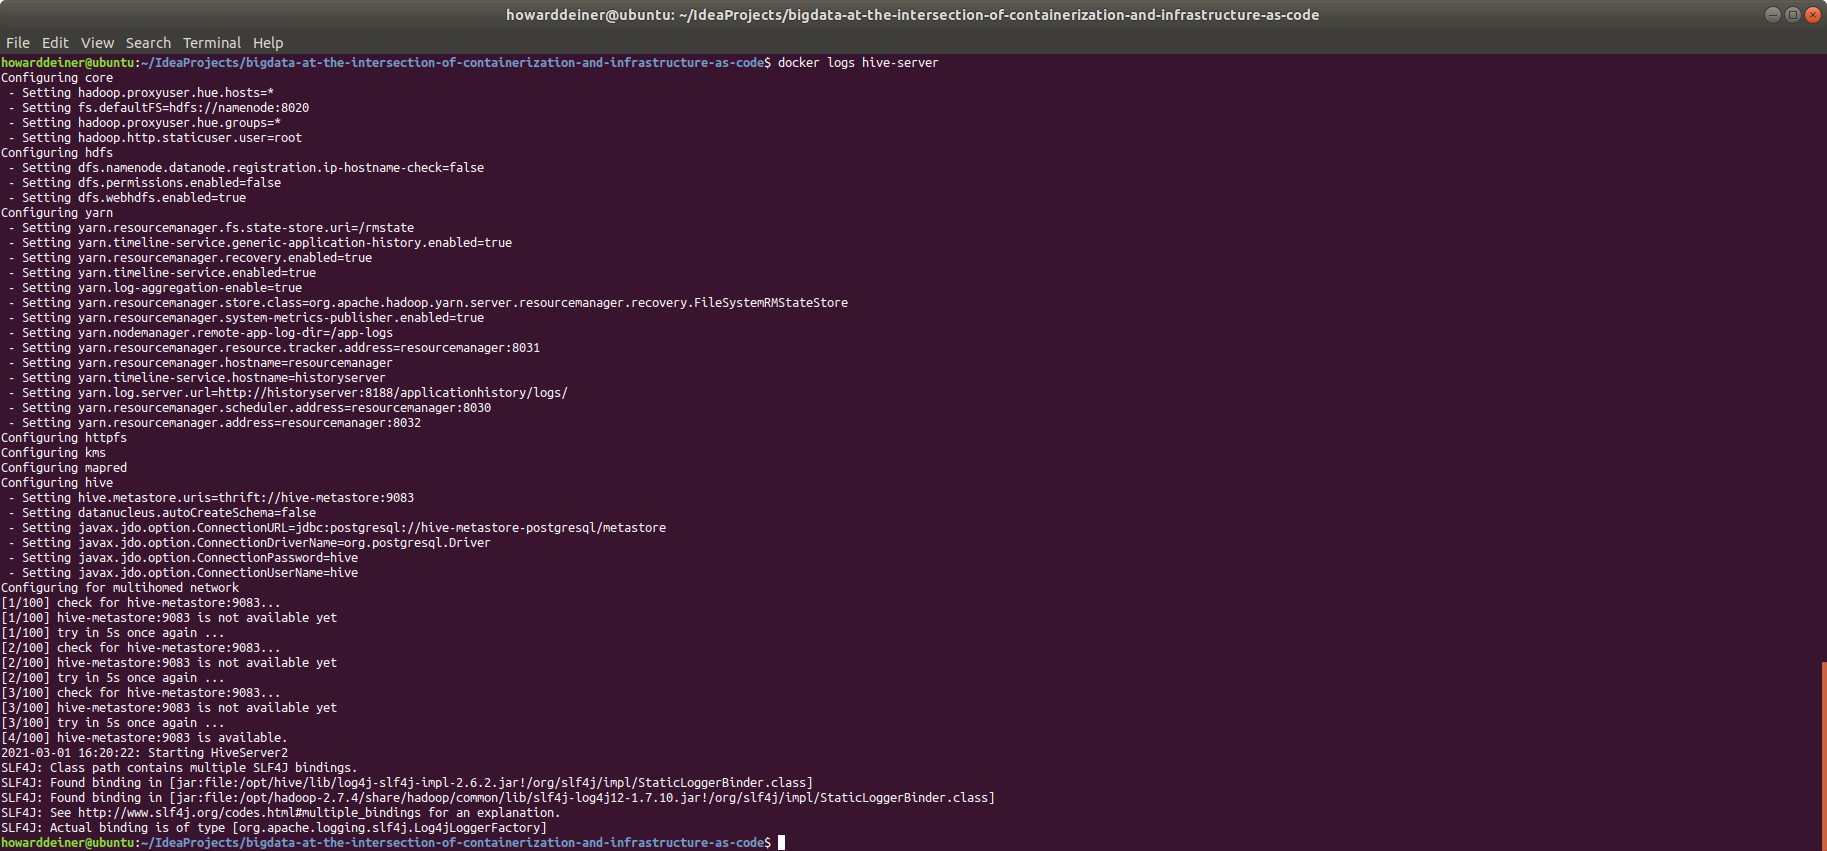 howarddeiner@ubuntu: ~/IdeaProjects/bigdata-at-the-intersection-of-containerization-and-infrastructure-as-code
File Edit View Search Terminal Help
howarddeiner@ubuntu:~/IdeaProjects/bigdata-at-the-intersection-of-containerization-and-infrastructure-as-code$ docker logs hive-server
Configuring core
 - Setting hadoop.proxyuser.hue.hosts=*
 - Setting fs.defaultFS=hdfs://namenode:8020
 - Setting hadoop.proxyuser.hue.groups=*
 - Setting hadoop.http.staticuser.user=root
Configuring hdfs
 - Setting dfs.namenode.datanode.registration.ip-hostname-check=false
 - Setting dfs.permissions.enabled=false
 - Setting dfs.webhdfs.enabled=true
Configuring yarn
 - Setting yarn.resourcemanager.fs.state-store.uri=/rmstate
 - Setting yarn.timeline-service.generic-application-history.enabled=true
 - Setting yarn.resourcemanager.recovery.enabled=true
 - Setting yarn.timeline-service.enabled=true
 - Setting yarn.log-aggregation-enable=true
 - Setting yarn.resourcemanager.store.class=org.apache.hadoop.yarn.server.resourcemanager.recovery.FileSystemRMStateStore
 - Setting yarn.resourcemanager.system-metrics-publisher.enabled=true
 - Setting yarn.nodemanager.remote-app-log-dir=/app-logs
 - Setting yarn.resourcemanager.resource.tracker.address=resourcemanager:8031
 - Setting yarn.resourcemanager.hostname=resourcemanager
 - Setting yarn.timeline-service.hostname=historyserver
 - Setting yarn.log.server.url=http://historyserver:8188/applicationhistory/logs/
 - Setting yarn.resourcemanager.scheduler.address=resourcemanager:8030
 - Setting yarn.resourcemanager.address=resourcemanager:8032
Configuring httpfs
Configuring kms
Configuring mapred
Configuring hive
 - Setting hive.metastore.uris=thrift://hive-metastore:9083
 - Setting datanucleus.autoCreateSchema=false
 - Setting javax.jdo.option.ConnectionURL=jdbc:postgresql://hive-metastore-postgresql/metastore
 - Setting javax.jdo.option.ConnectionDriverName=org.postgresql.Driver
 - Setting javax.jdo.option.ConnectionPassword=hive
 - Setting javax.jdo.option.ConnectionUserName=hive
Configuring for multihomed network
[1/100] check for hive-metastore:9083...
[1/100] hive-metastore:9083 is not available yet
[1/100] try in 5s once again ...
[2/100] check for hive-metastore:9083...
[2/100] hive-metastore:9083 is not available yet
[2/100] try in 5s once again ...
[3/100] check for hive-metastore:9083...
[3/100] hive-metastore:9083 is not available yet
[3/100] try in 5s once again ...
[4/100] hive-metastore:9083 is available.
2021-03-01 16:20:22: Starting HiveServer2
SLF4J: Class path contains multiple SLF4J bindings.
SLF4J: Found binding in [jar:file:/opt/hive/lib/log4j-slf4j-impl-2.6.2.jar!/org/slf4j/impl/StaticLoggerBinder.class]
SLF4J: Found binding in [jar:file:/opt/hadoop-2.7.4/share/hadoop/common/lib/slf4j-log4j12-1.7.10.jar!/org/slf4j/impl/StaticLoggerBinder.class]
SLF4J: See http://www.slf4j.org/codes.html#multiple_bindings for an explanation.
SLF4J: Actual binding is of type [org.apache.logging.slf4j.Log4jLoggerFactory]
howarddeiner@ubuntu:~/IdeaProjects/bigdata-at-the-intersection-of-containerization-and-infrastructure-as-code$